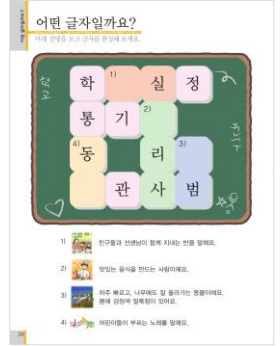 어떤 글자일까요?
아래 설명을 보고 글자를 완성해 보세요.
학 1) 실 정
통 기 2)
4) 동 리 3)
관 사 범
1) 친구들과 선생님이 함께 지내는 반을 말해요.
2) 맛있는 음식을 만드는 사람이에요.
3) 아주 빠르고, 나무에도 잘 올라가는 동물이에요.
몸에 검정색 얼룩점이 있어요.
4) 어린이들이 부르는 노래를 말해요.